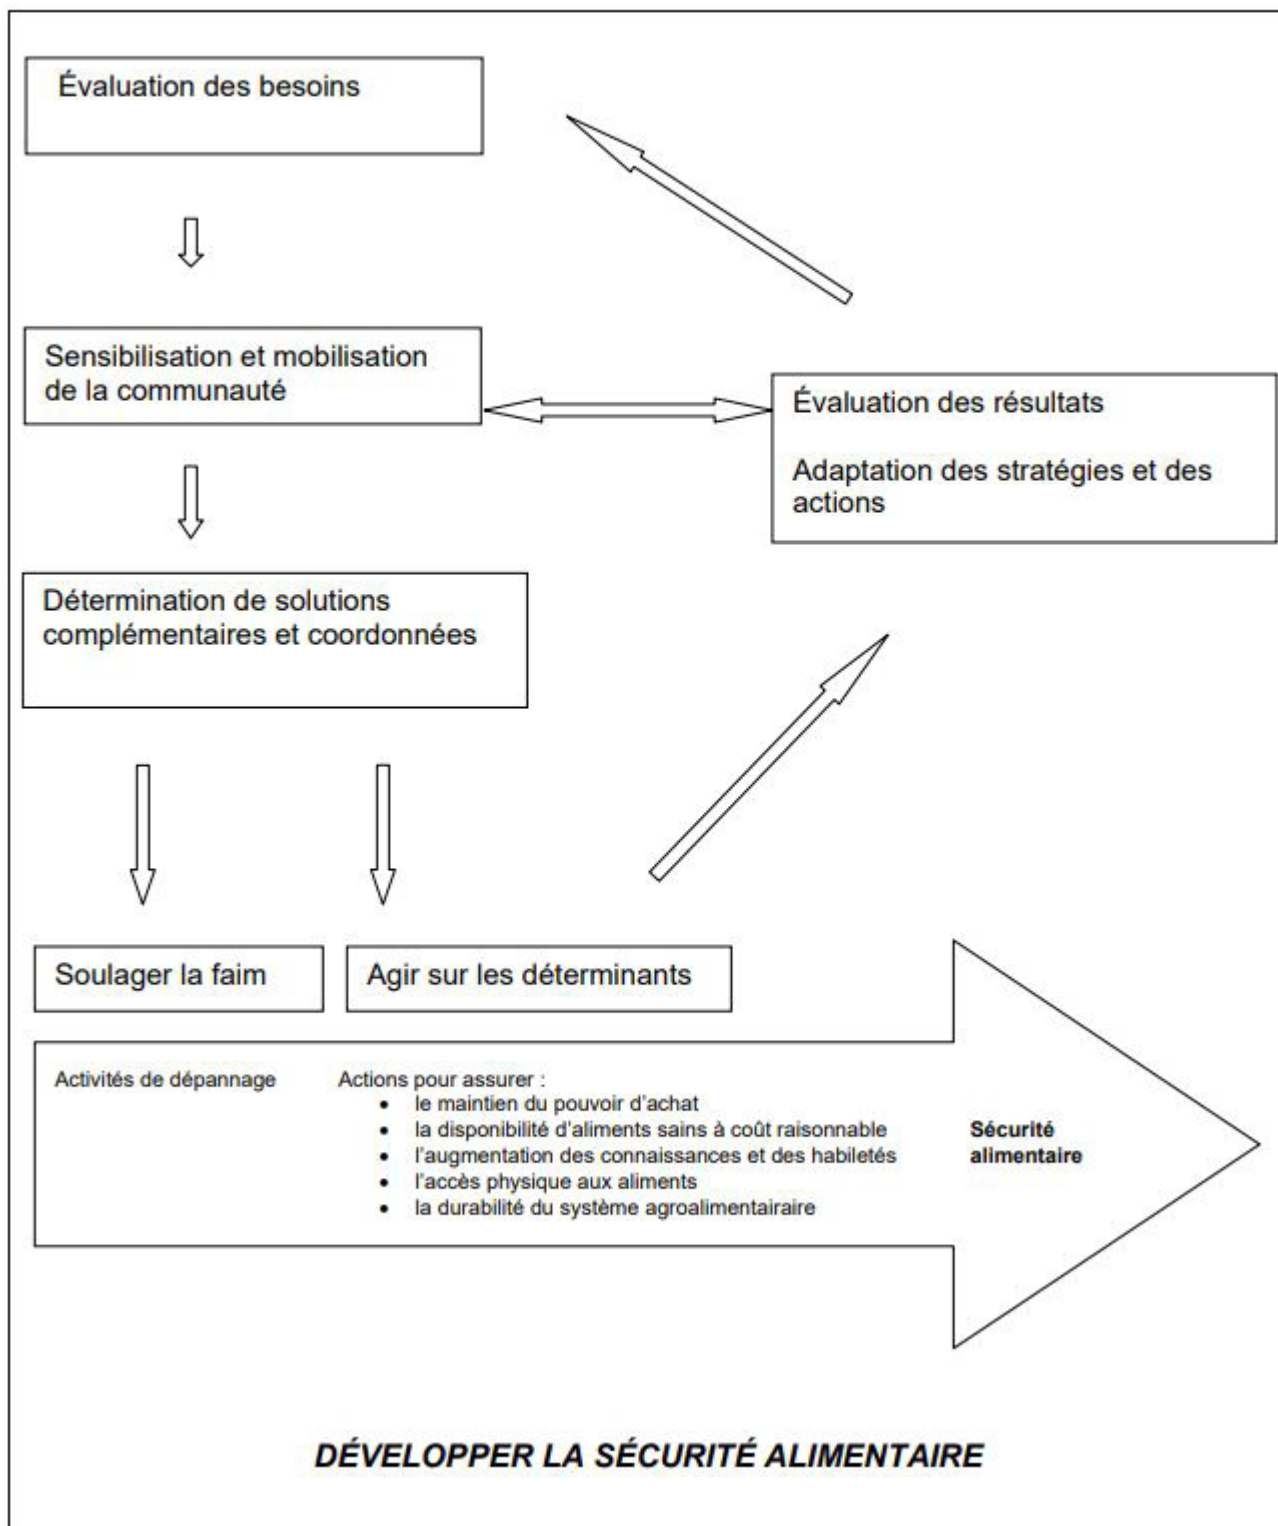 Évaluation des besoins
Sensibilisation et mobilisation
de la communauté
Évaluation des résultats
Adaptation des stratégies et des
actions
Détermination de solutions
complémentaires et coordonnées
Soulager la faim
Agir sur les déterminants
Activités de dépannage
Actions pour assurer :
• le maintien du pouvoir d'achat
• la disponibilité d'aliments sains à coût raisonnable
• l'augmentation des connaissances et des habiletés
• l'accès physique aux aliments
• la durabilité du système agroalimentairaire
Sécurité
alimentaire
DÉVELOPPER LA SÉCURITÉ ALIMENTAIRE